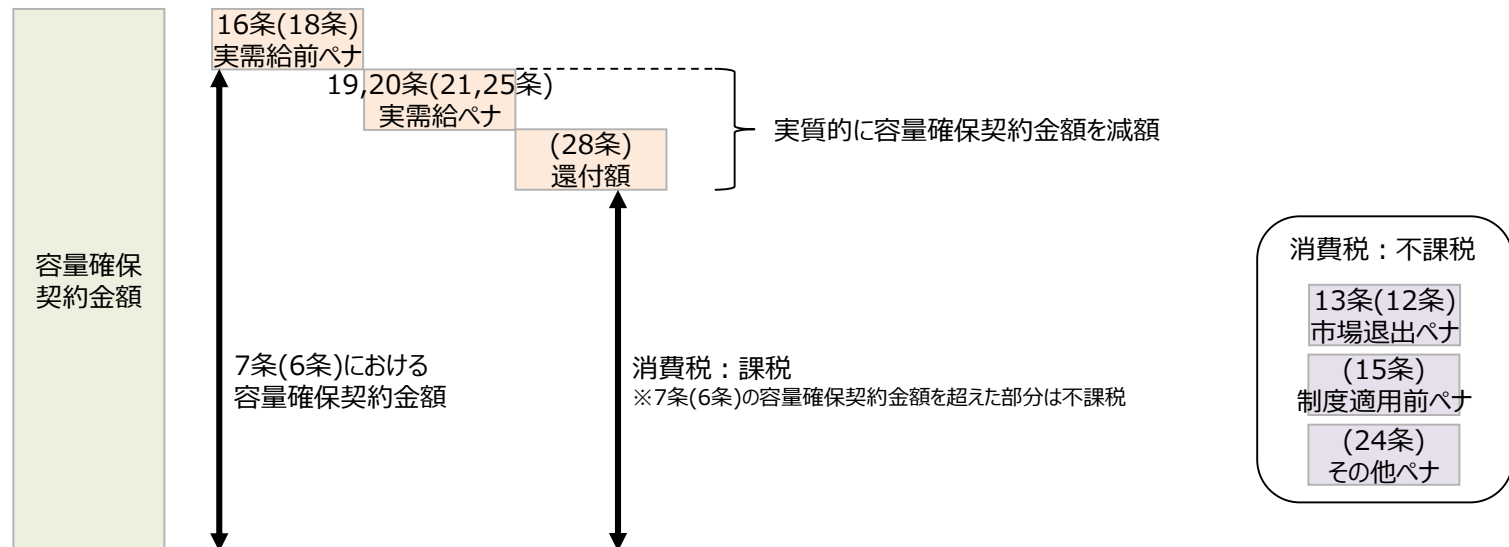 容量確保
契約金額
16条(18条)
実需給前ペナ
19,20条(21,25条)
実需給ペナ
(28条)
還付額
実質的に容量確保契約金額を減額
7条(6条)における
容量確保契約金額
消費税：課税
※7条(6条)の容量確保契約金額を超えた部分は不課税
消費税：不課税
13条(12条)
市場退出ペナ
(15条)
制度適用前ペナ
(24条)
その他ペナ